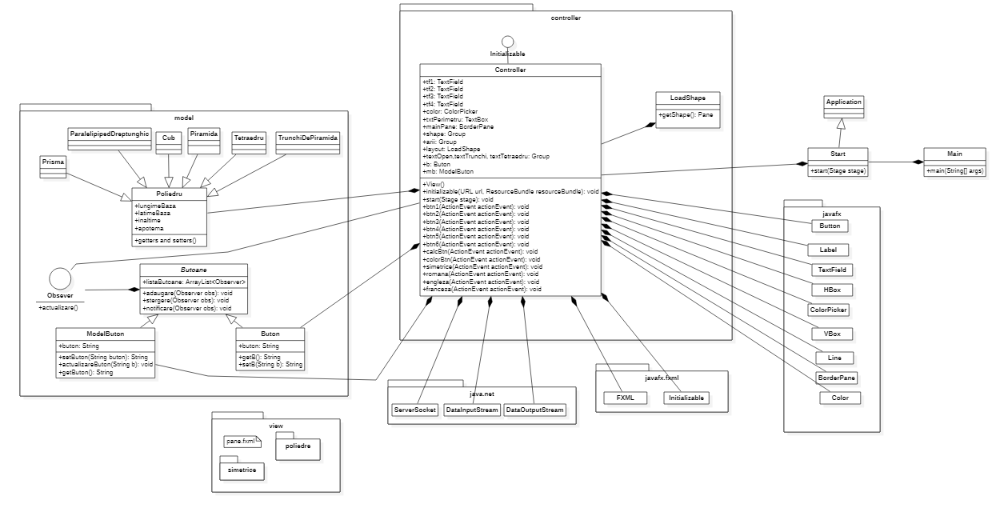 controller
Initializable
Controller
+tf1: TextField
+tf2: TextField
+tf3: TextField
+tf4: TextField
+color: ColorPicker
+txtPerimetru: TextBox
+mainPane: BorderPane
+shape: Group
+arii: Group
+layout: LoadShape
+textOpen,textTrunchi, textTetraedru: Group
+b: Buton
+mb: ModelButon
+View()
+initializable(URL url, ResourceBundle resourceBundle): void
+start(Stage stage): void
+btn1(ActionEvent actionEvent): void
+btn2(ActionEvent actionEvent): void
+btn3(ActionEvent actionEvent): void
+btn4(ActionEvent actionEvent): void
+btn5(ActionEvent actionEvent): void
+btn6(ActionEvent actionEvent): void
+calcBtn(ActionEvent actionEvent): void
+colorBtn(ActionEvent actionEvent): void
+simetrice(ActionEvent actionEvent): void
+romana(ActionEvent actionEvent): void
+engleza(ActionEvent actionEvent): void
+franceza(ActionEvent actionEvent): void
LoadShape
+getShape(): Pane
Application
Start
+start(Stage stage)
Main
+main(String[] args)
model
ParalelipipedDreptunghic
Cub
Piramida
Tetraedru
TrunchiDePiramida
Prisma
Poliedru
+lungimeBaza
+latimeBaza
+inaltime
+apotema
+getters and setters()
Obsever
+actualizare()
Butoane
+listaButoane: ArrayList<Observer>
+adaugare(Observer obs): void
+stergere(Observer obs): void
+notificare(Observer obs): void
ModelButon
+buton: String
+setButon(String buton): String
+actualizareButon(String b): void
+getButon(): String
Buton
+buton: String
+getB(): String
+setB(String b): String
javafx
Button
Label
TextField
HBox
ColorPicker
VBox
Line
BorderPane
Color
java.net
ServerSocket
DataInputStream
DataOutputStream
javafx.fxml
FXML
Initializable
view
pane.fxml
poliedre
simetrice